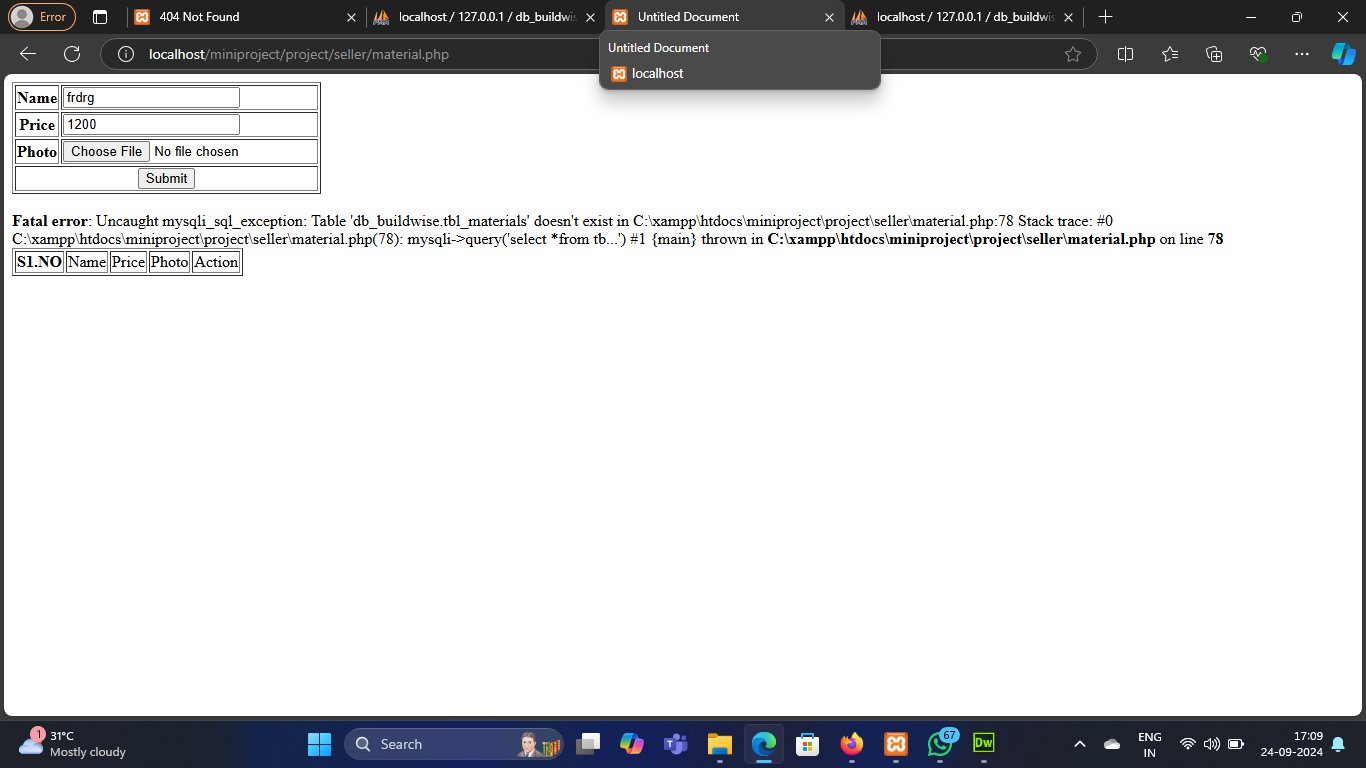 Error
404 Not Found
localhost / 127.0.0.1 / db_buildwis
Untitled Document
localhost / 127.0.0.1 / db_buildwis
localhost/miniproject/project/seller/material.php
Untitled Document
localhost
Name frdrg
Price 1200
Photo Choose File No file chosen
Submit
Fatal error: Uncaught mysqli_sql_exception: Table 'db_buildwise.tbl_materials' doesn't exist in C:\xampp\htdocs\miniproject\project\seller\material.php:78 Stack trace: #0
C:\xampp\htdocs\miniproject\project\seller\material.php(78): mysqli->query('select *from tb...') #1 {main} thrown in C:\xampp\htdocs\miniproject\project\seller\material.php on line 78
S1.NO Name Price Photo Action
1
31°C
Mostly cloudy
Search
67
Dw
ENG
IN
17:09
24-09-2024